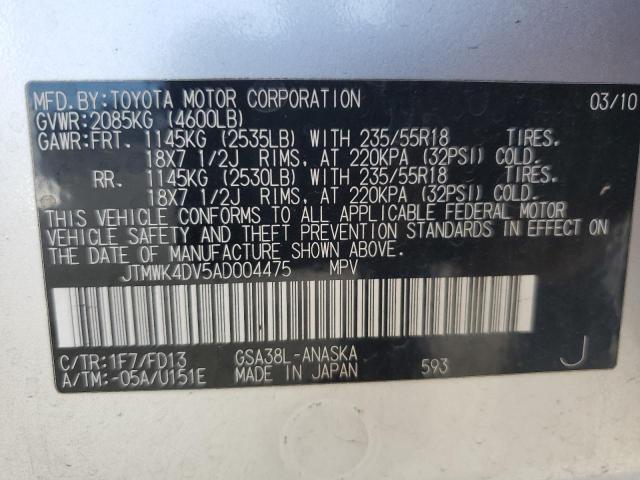 MFD. BY: TOYOTA MOTOR CORPORATION 03/10
GVWR: 2085KG (4600LB)
GAWR: FRT. 1145KG (2535LB) WITH 235/55R18 TIRES.
18X7 1/2J RIMS, AT 220KPA (32PSI) COLD.
RR. 1145KG (2530LB) WITH 235/55R18 TIRES.
18X7 1/2J RIMS, AT 220KPA (32PSI) COLD.
THIS VEHICLE CONFORMS TO ALL APPLICABLE FEDERAL MOTOR
VEHICLE SAFETY AND THEFT PREVENTION STANDARDS IN EFFECT ON
THE DATE OF MANUFACTURE SHOWN ABOVE.
JTMWK4DV5AD004475 MPV
C/TR: 1F7/FD13 GSA38L-ANASKA J
A/TM: -05A/U151E MADE IN JAPAN 593